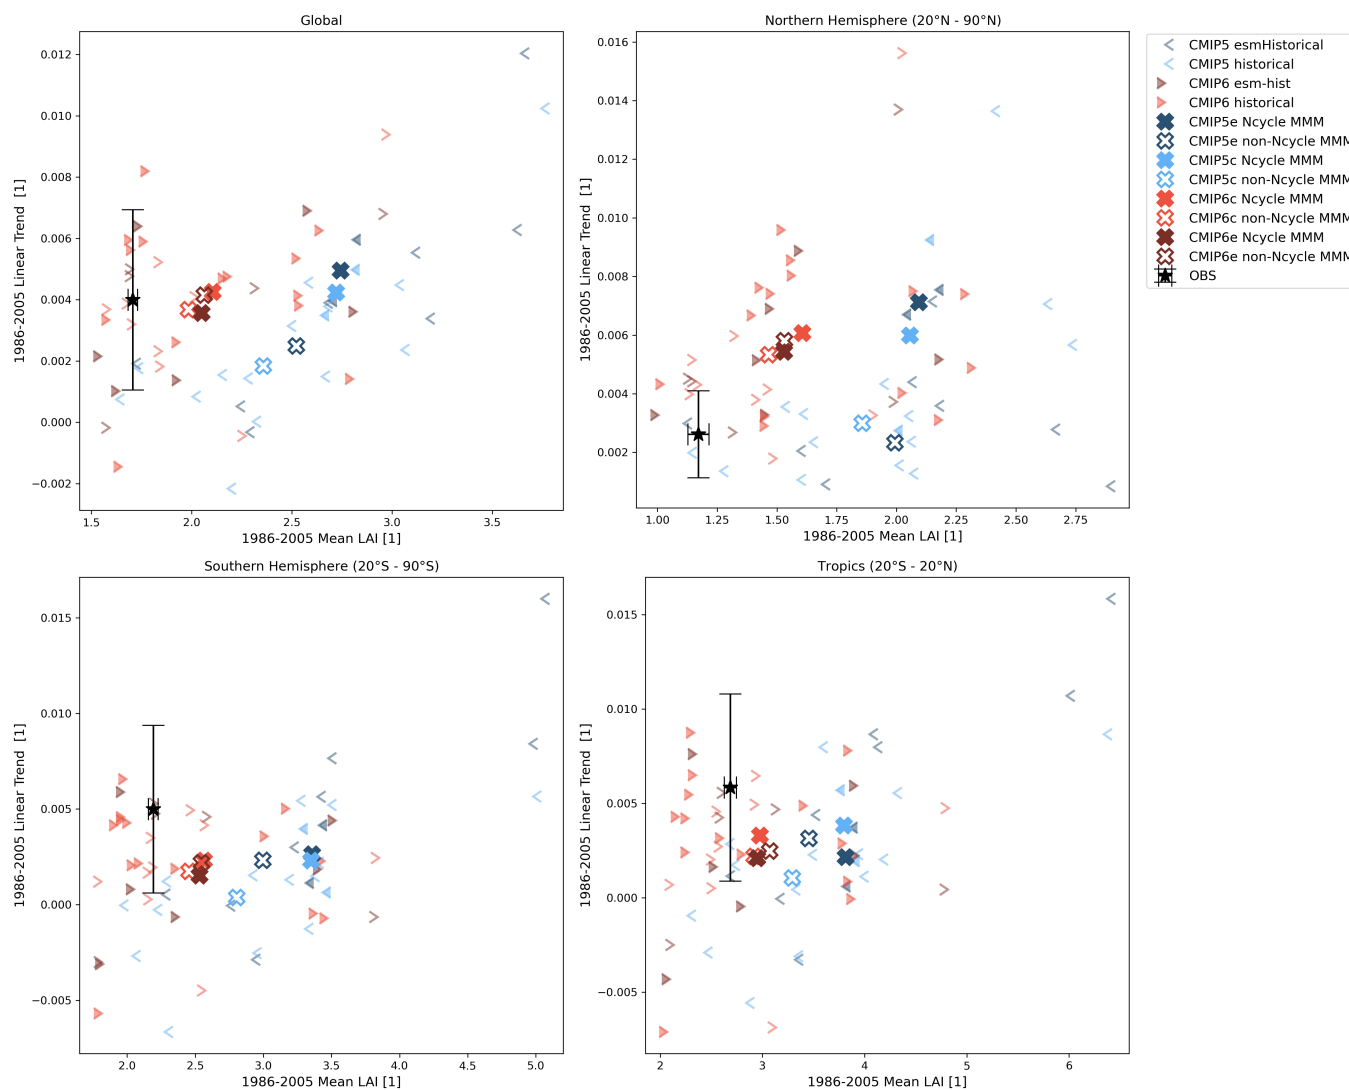 Global
0.012
0.010
0.008
0.006
0.004
0.002
0.000
−0.002
1986-2005 Linear Trend [1]
1.5 2.0 2.5 3.0 3.5
1986-2005 Mean LAI [1]
Northern Hemisphere (20°N - 90°N)
0.016
0.014
0.012
0.010
0.008
0.006
0.004
0.002
1986-2005 Linear Trend [1]
1.00 1.25 1.50 1.75 2.00 2.25 2.50 2.75
1986-2005 Mean LAI [1]
CMIP5 esmHistorical
CMIP5 historical
CMIP6 esm-hist
CMIP6 historical
CMIP5e Ncycle MMM
CMIP5e non-Ncycle MMM
CMIP5c Ncycle MMM
CMIP5c non-Ncycle MMM
CMIP6c Ncycle MMM
CMIP6c non-Ncycle MMM
CMIP6e Ncycle MMM
CMIP6e non-Ncycle MMM
OBS
Southern Hemisphere (20°S - 90°S)
0.015
0.010
0.005
0.000
−0.005
1986-2005 Linear Trend [1]
2.0 2.5 3.0 3.5 4.0 4.5 5.0
1986-2005 Mean LAI [1]
Tropics (20°S - 20°N)
0.015
0.010
0.005
0.000
−0.005
1986-2005 Linear Trend [1]
2 3 4 5 6
1986-2005 Mean LAI [1]